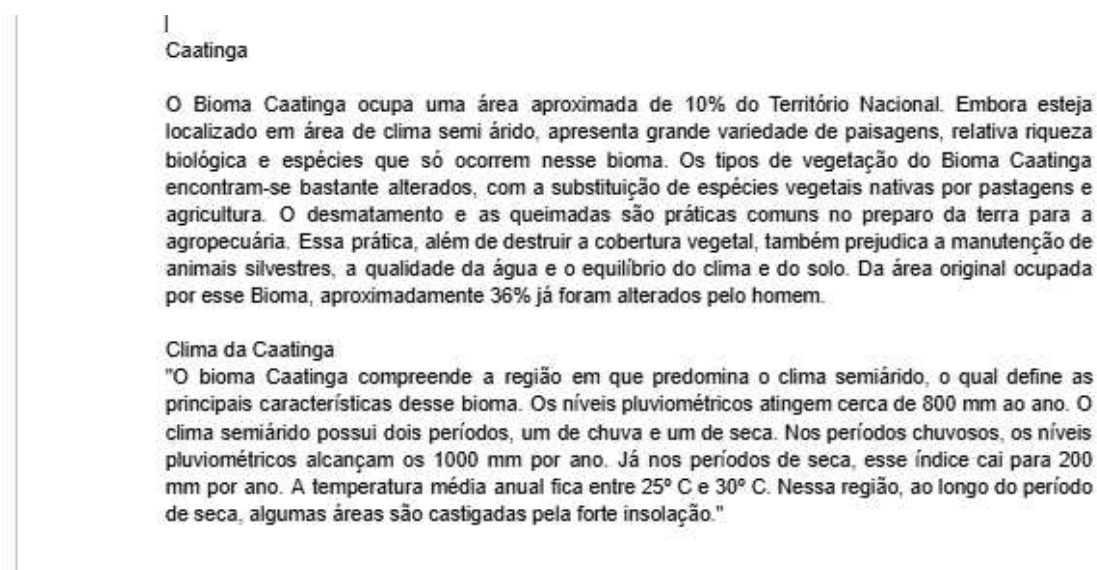 Caatinga
O Bioma Caatinga ocupa uma área aproximada de 10% do Território Nacional. Embora esteja
localizado em área de clima semi árido, apresenta grande variedade de paisagens, relativa riqueza
biológica e espécies que só ocorrem nesse bioma. Os tipos de vegetação do Bioma Caatinga
encontram-se bastante alterados, com a substituição de espécies vegetais nativas por pastagens e
agricultura. O desmatamento e as queimadas são práticas comuns no preparo da terra para a
agropecuária. Essa prática, além de destruir a cobertura vegetal, também prejudica a manutenção de
animais silvestres, a qualidade da água e o equilíbrio do clima e do solo. Da área original ocupada
por esse Bioma, aproximadamente 36% já foram alterados pelo homem.
Clima da Caatinga
"O bioma Caatinga compreende a região em que predomina o clima semiárido, o qual define as
principais características desse bioma. Os níveis pluviométricos atingem cerca de 800 mm ao ano. O
clima semiárido possui dois períodos, um de chuva e um de seca. Nos períodos chuvosos, os níveis
pluviométricos alcançam os 1000 mm por ano. Já nos períodos de seca, esse índice cai para 200
mm por ano. A temperatura média anual fica entre 25º C e 30º C. Nessa região, ao longo do período
de seca, algumas áreas são castigadas pela forte insolação."